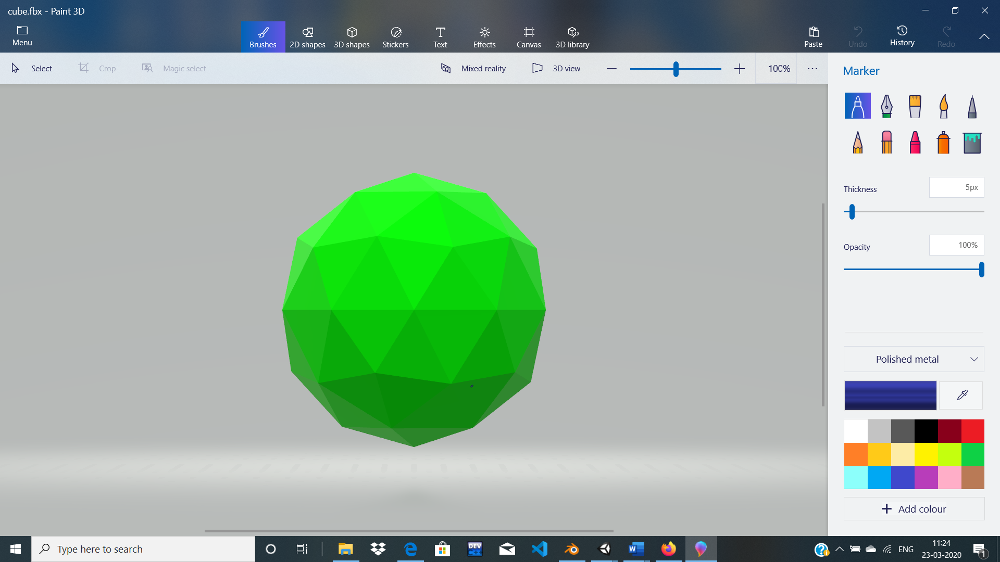 cube.fbx - Paint 3D
Menu
Brushes 2D shapes 3D shapes Stickers Text Effects Canvas 3D library
Paste Undo History Redo
Select Crop Magic select Mixed reality 3D view 100%
Marker
Thickness 5px
Opacity 100%
Polished metal
Add colour
Type here to search
DEV C++
W
ENG
11:24
23-03-2020
1